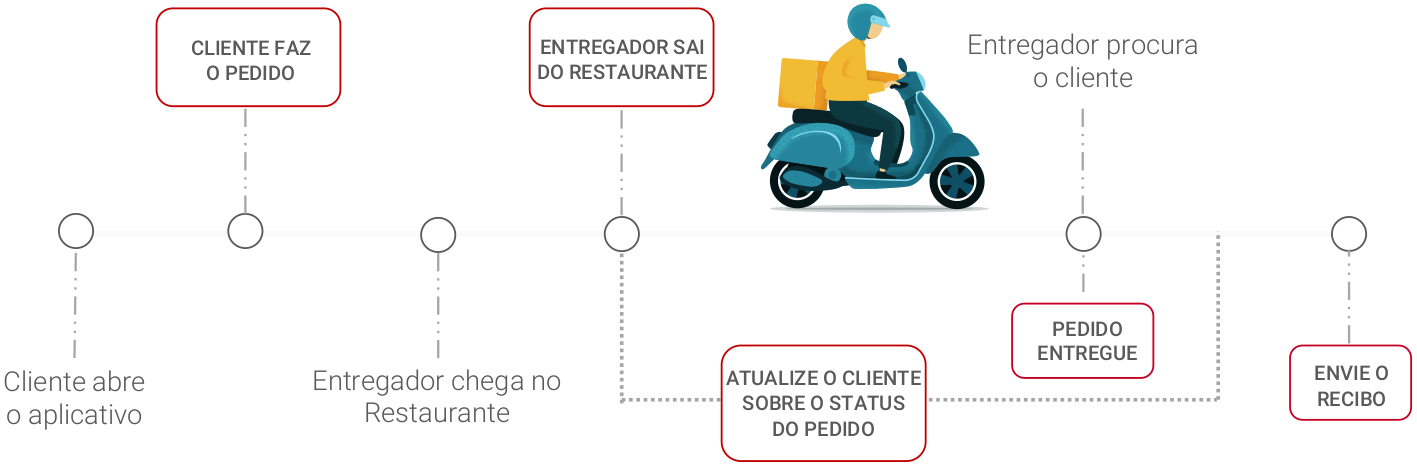 CLIENTE FAZ
O PEDIDO
ENTREGADOR SAI
DO RESTAURANTE
Entregador procura
o cliente
Cliente abre
o aplicativo
Entregador chega no
Restaurante
ATUALIZE O CLIENTE
SOBRE O STATUS
DO PEDIDO
PEDIDO
ENTREGUE
ENVIE O
RECIBO